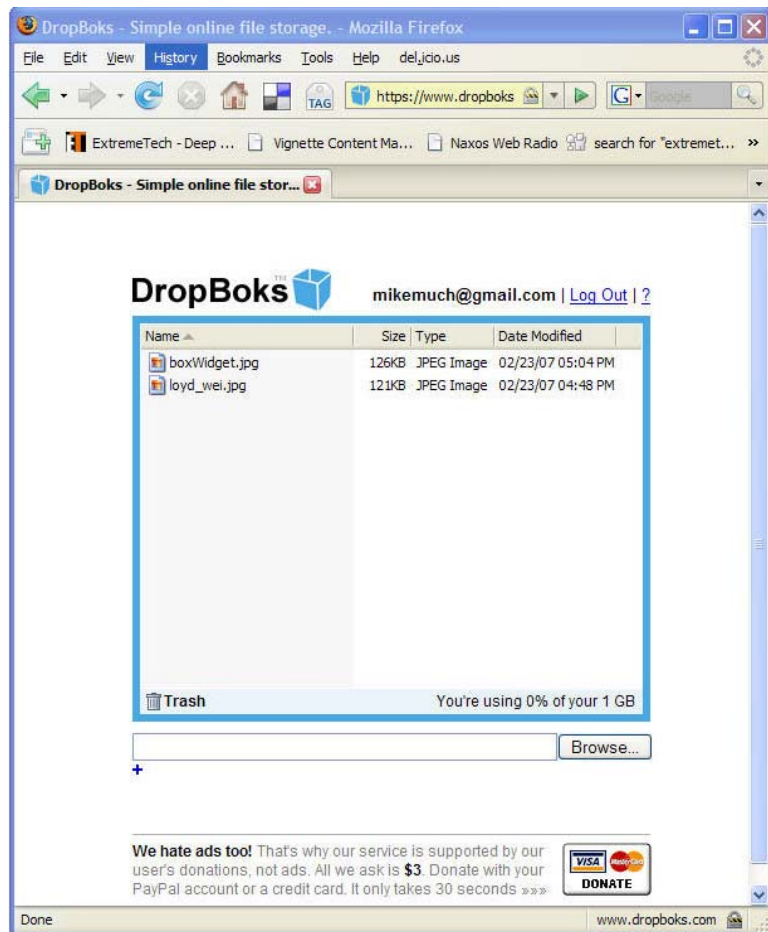 DropBoks - Simple online file storage. - Mozilla Firefox
File Edit View History Bookmarks Tools Help del.icio.us
TAG https://www.dropboks G Google
ExtremeTech - Deep ... Vignette Content Ma... Naxos Web Radio search for "extremet... »
DropBoks - Simple online file stor...
DropBoks™ mikemuch@gmail.com | Log Out | ?
Name Size Type Date Modified
boxWidget.jpg 126KB JPEG Image 02/23/07 05:04 PM
loyd_wei.jpg 121KB JPEG Image 02/23/07 04:48 PM
Trash You're using 0% of your 1 GB
Browse...
+
We hate ads too! That's why our service is supported by our
user's donations, not ads. All we ask is $3. Donate with your
PayPal account or a credit card. It only takes 30 seconds »»»
VISA MasterCard
DONATE
Done www.dropboks.com